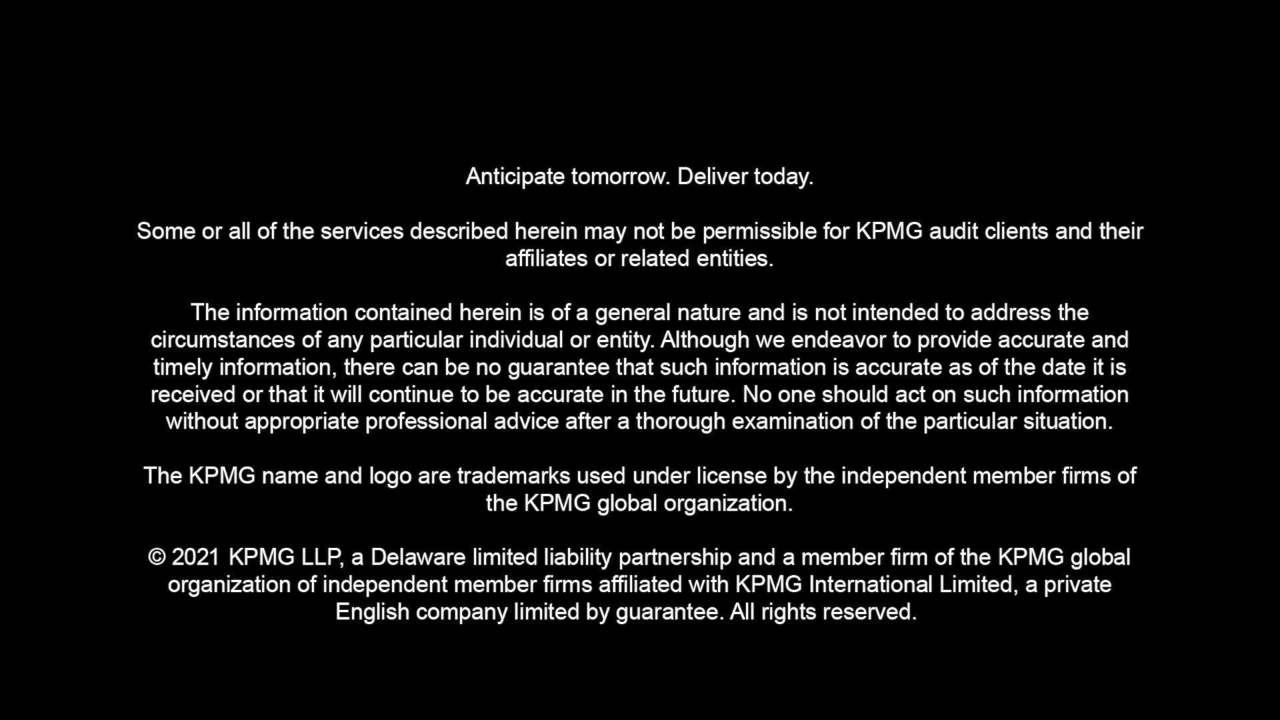 Anticipate tomorrow. Deliver today.
Some or all of the services described herein may not be permissible for KPMG audit clients and their
affiliates or related entities.
The information contained herein is of a general nature and is not intended to address the
circumstances of any particular individual or entity. Although we endeavor to provide accurate and
timely information, there can be no guarantee that such information is accurate as of the date it is
received or that it will continue to be accurate in the future. No one should act on such information
without appropriate professional advice after a thorough examination of the particular situation.
The KPMG name and logo are trademarks used under license by the independent member firms of
the KPMG global organization.
© 2021 KPMG LLP, a Delaware limited liability partnership and a member firm of the KPMG global
organization of independent member firms affiliated with KPMG International Limited, a private
English company limited by guarantee. All rights reserved.